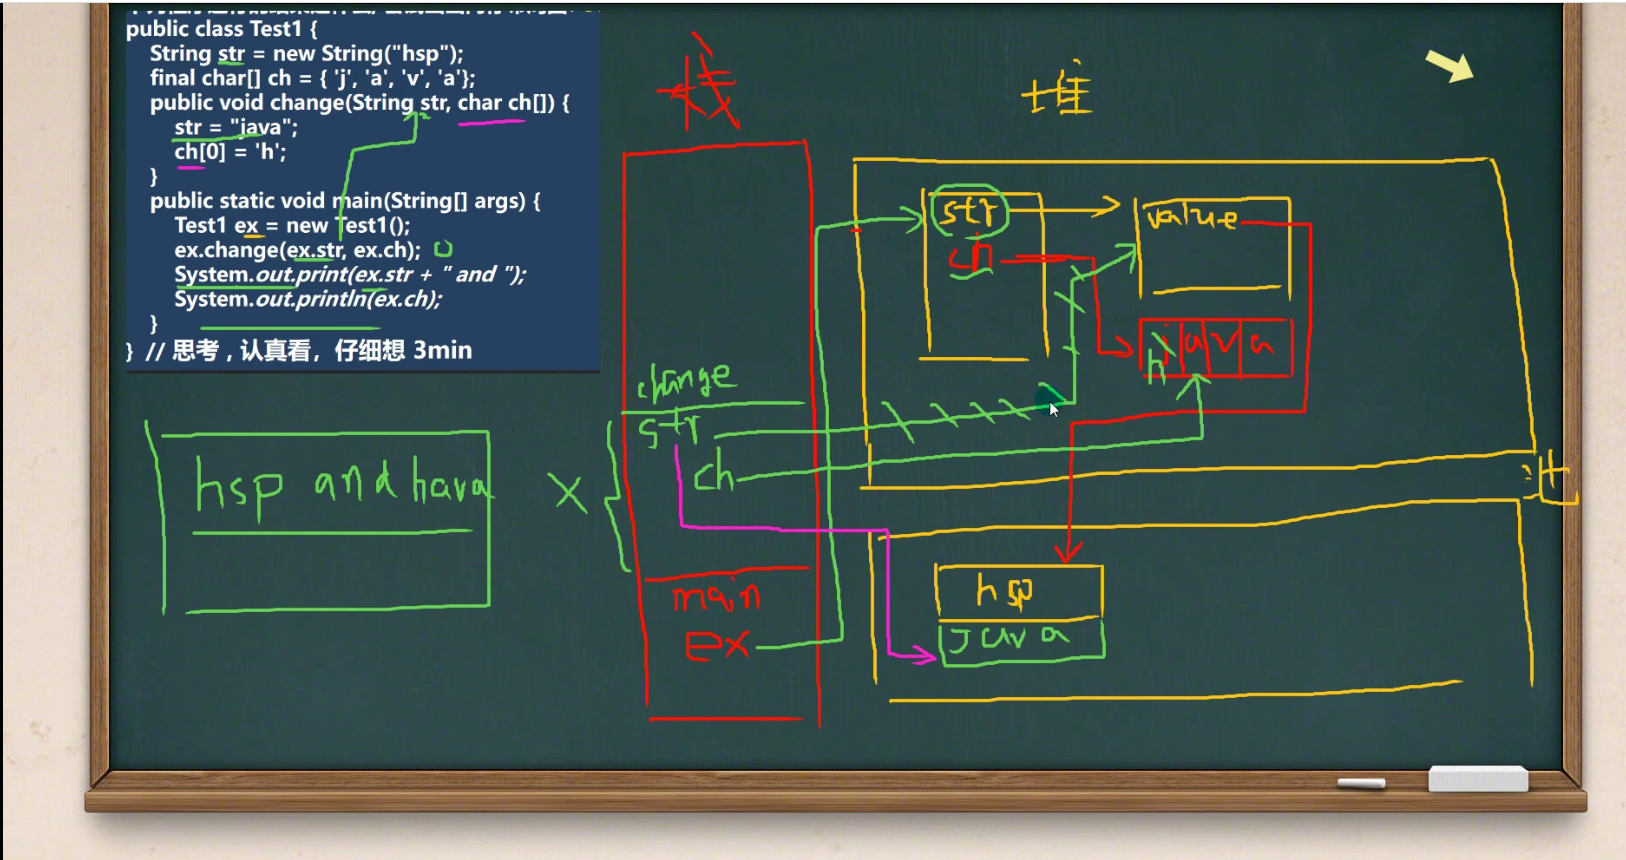 public class Test1 {
String str = new String("hsp");
final char[] ch = { 'j', 'a', 'v', 'a'};
public void change(String str, char ch[]) {
str = "java";
ch[0] = 'h';
}
public static void main(String[] args) {
Test1 ex = new Test1();
ex.change(ex.str, ex.ch);
System.out.print(ex.str + " and ");
System.out.println(ex.ch);
}
} // 思考，认真看，仔细想 3min
栈
堆
str
ch
value
j a v a
h
change
str
ch
hsp and hava
x
main
ex
hsp
java